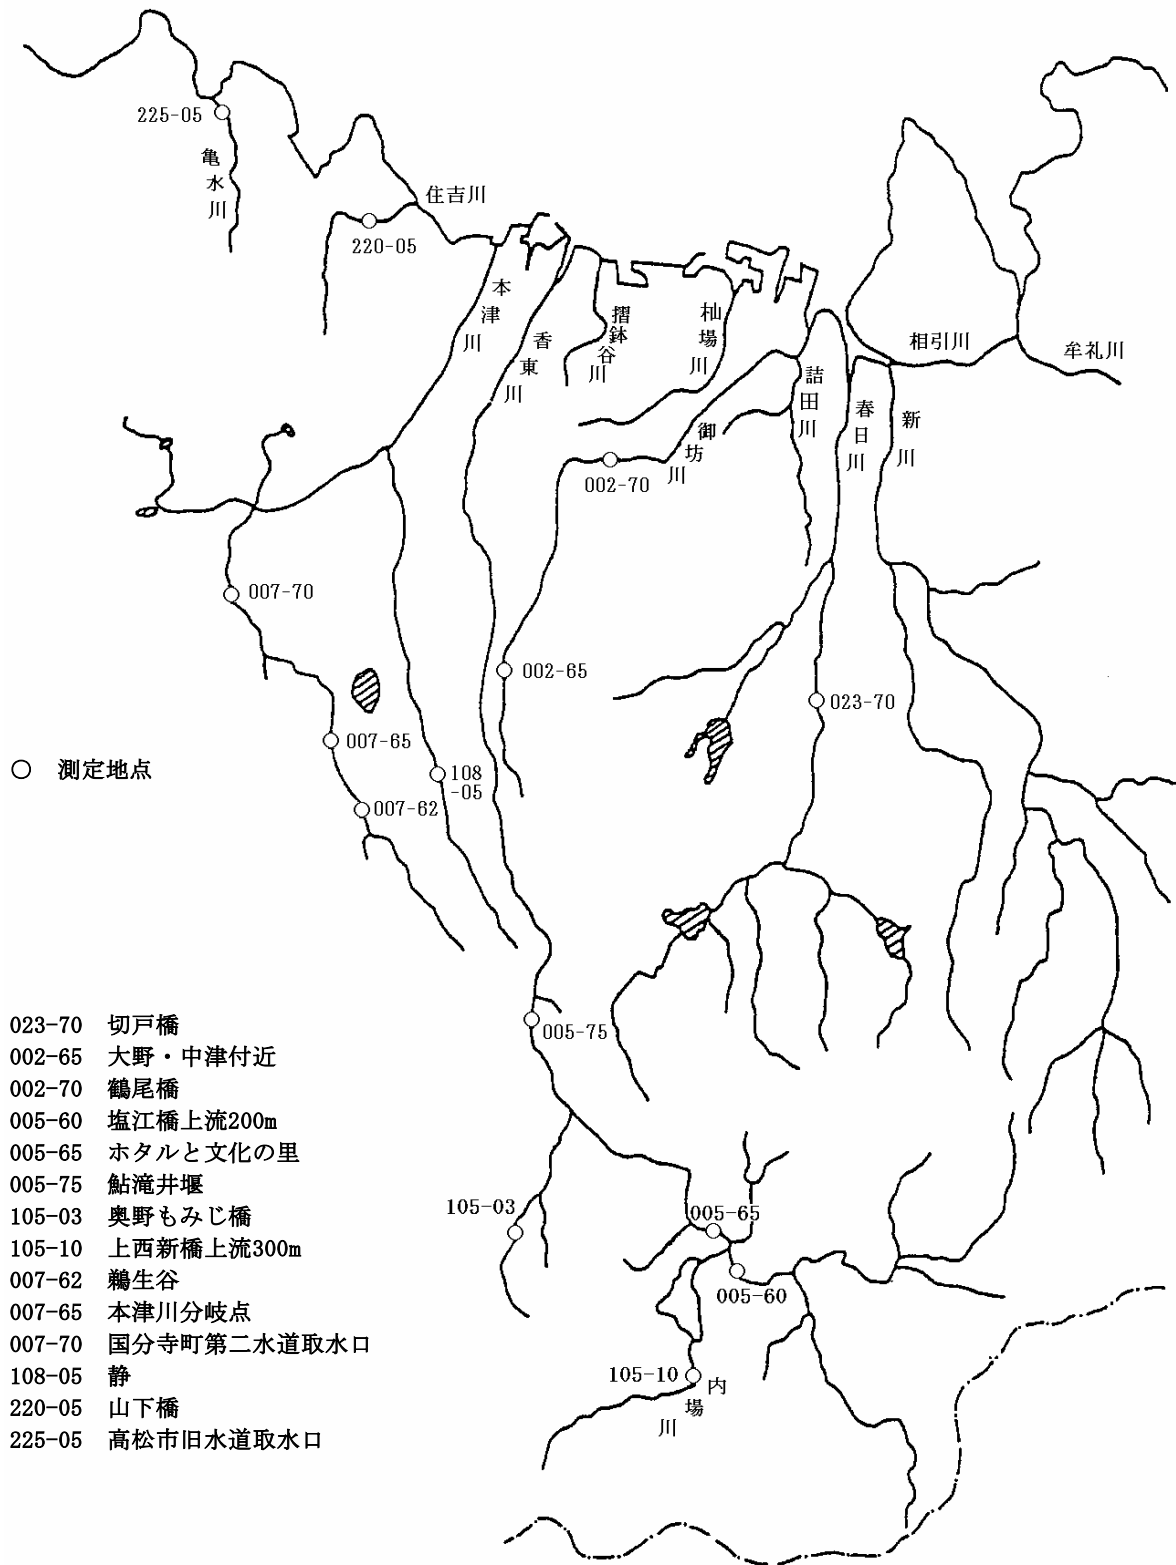 225-05
亀水川
住吉川
220-05
本津川
香東川
摺鉢谷川
杣場川
詰田川
相引川
牟礼川
春日川
新川
御坊川
002-70
007-70
002-65
023-70
007-65
108
-05
007-62
○ 測定地点
005-75
023-70 切戸橋
002-65 大野・中津付近
002-70 鶴尾橋
005-60 塩江橋上流200m
005-65 ホタルと文化の里
005-75 鮎滝井堰
105-03 奥野もみじ橋
105-10 上西新橋上流300m
007-62 鵜生谷
007-65 本津川分岐点
007-70 国分寺町第二水道取水口
108-05 静
220-05 山下橋
225-05 高松市旧水道取水口
105-03
005-65
005-60
105-10
内場川